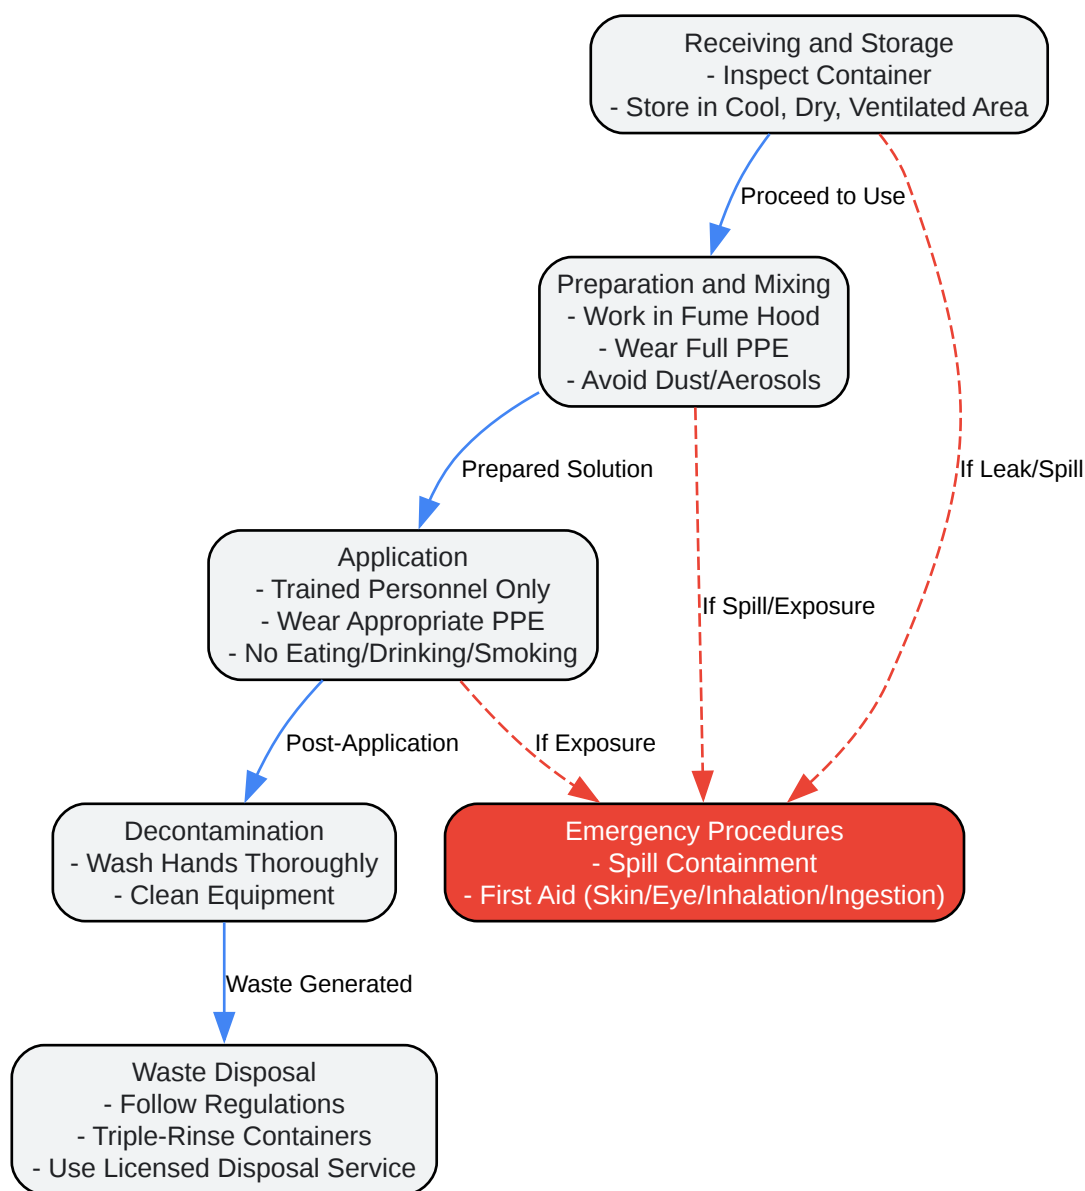 Receiving and Storage
- Inspect Container
- Store in Cool, Dry, Ventilated Area
Proceed to Use
Preparation and Mixing
- Work in Fume Hood
- Wear Full PPE
- Avoid Dust/Aerosols
Prepared Solution
If Leak/Spill
Application
- Trained Personnel Only
- Wear Appropriate PPE
- No Eating/Drinking/Smoking
If Spill/Exposure
Post-Application
If Exposure
Decontamination
- Wash Hands Thoroughly
- Clean Equipment
Emergency Procedures
- Spill Containment
- First Aid (Skin/Eye/Inhalation/Ingestion)
Waste Generated
Waste Disposal
- Follow Regulations
- Triple-Rinse Containers
- Use Licensed Disposal Service